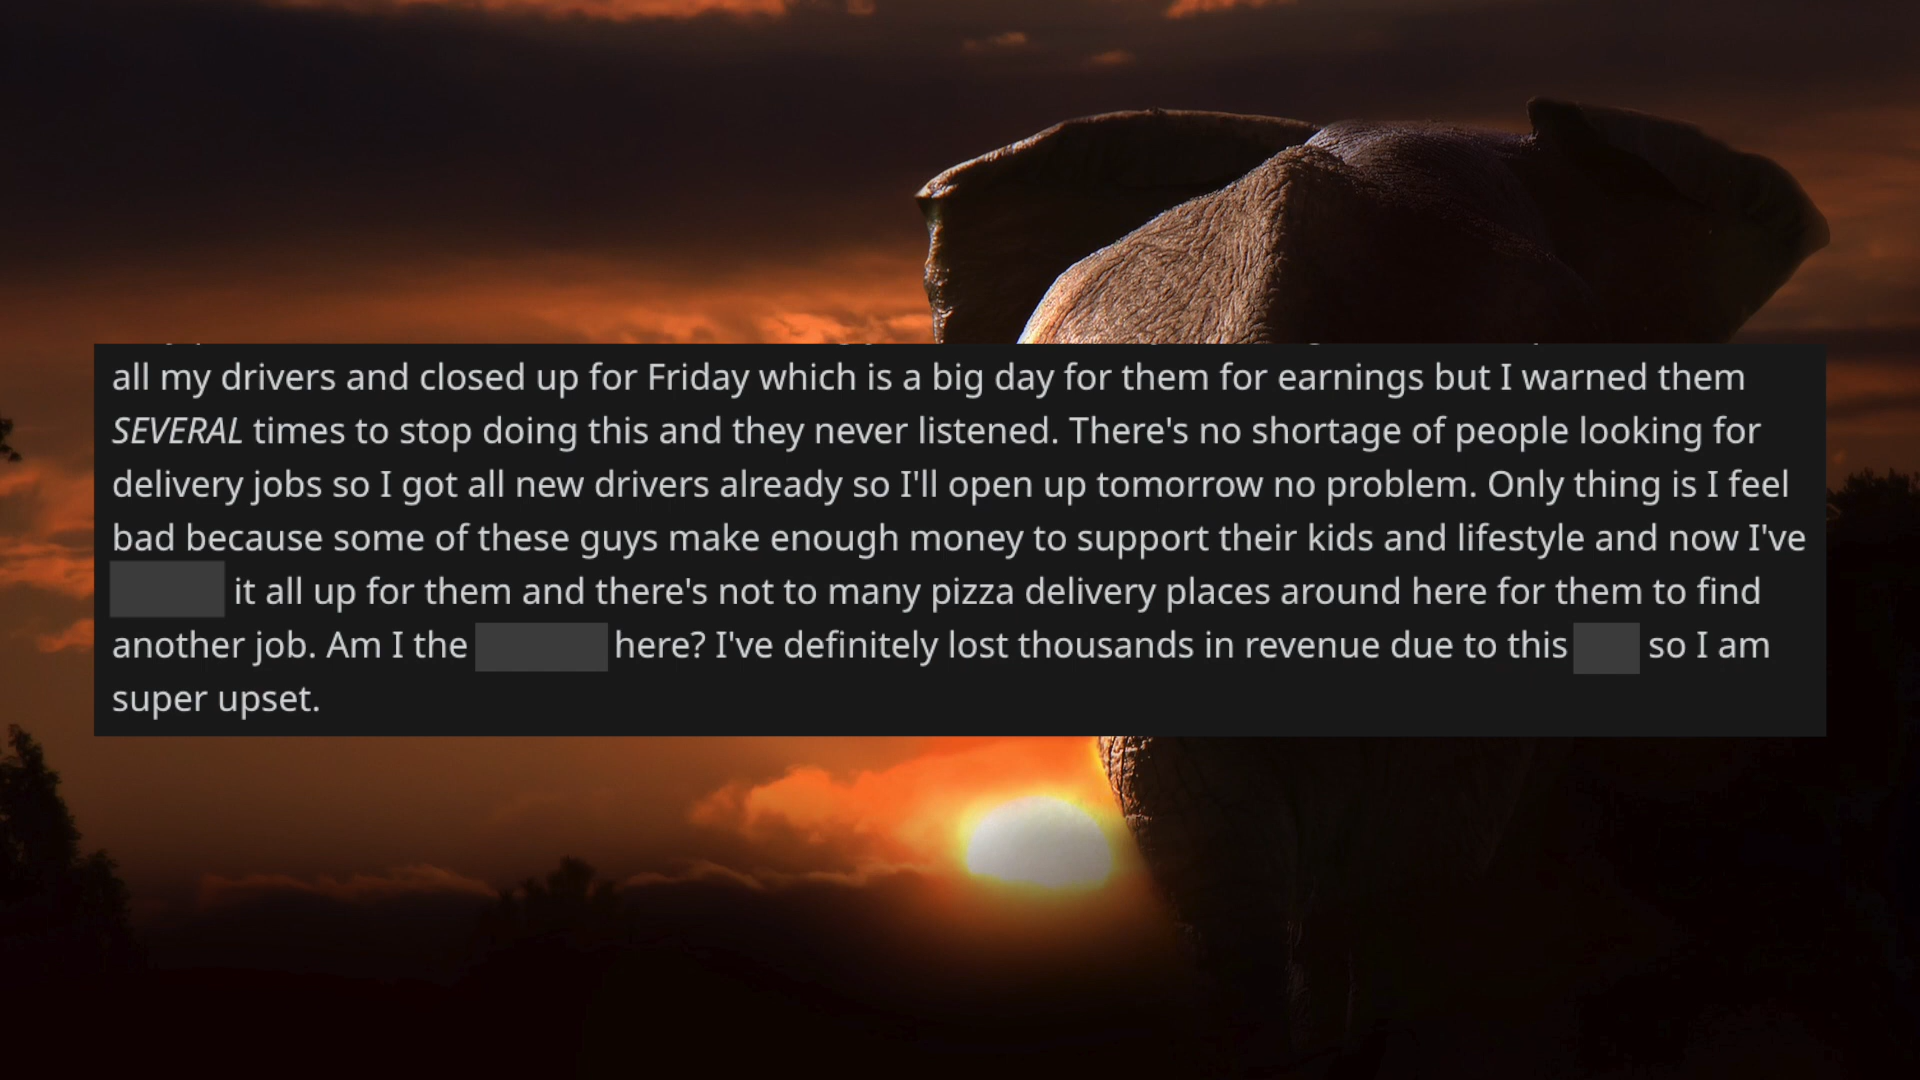 all my drivers and closed up for Friday which is a big day for them for earnings but I warned them
SEVERAL times to stop doing this and they never listened. There's no shortage of people looking for
delivery jobs so I got all new drivers already so I'll open up tomorrow no problem. Only thing is I feel
bad because some of these guys make enough money to support their kids and lifestyle and now I've
it all up for them and there's not to many pizza delivery places around here for them to find
another job. Am I the here? I've definitely lost thousands in revenue due to this so I am
super upset.